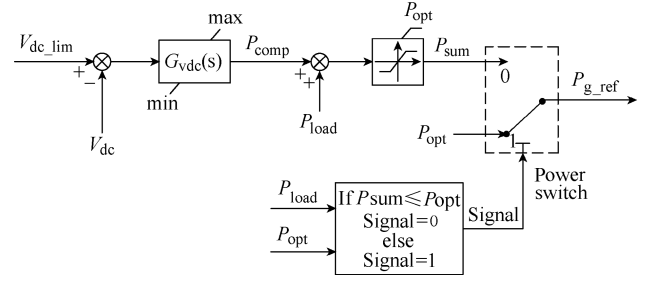 max
P_opt
V_dc_lim
G_vdc(s)
P_comp
P_sum
+
−
+
+
0
P_g_ref
min
P_load
V_dc
P_opt
1
Power
switch
P_load
P_opt
If Psum≤Popt
Signal=0
else
Signal=1
Signal